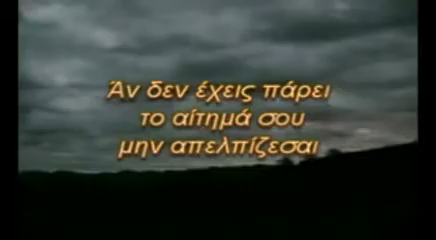 Άν δεν έχεις πάρει
το αίτημά σου
μην απελπίζεσαι